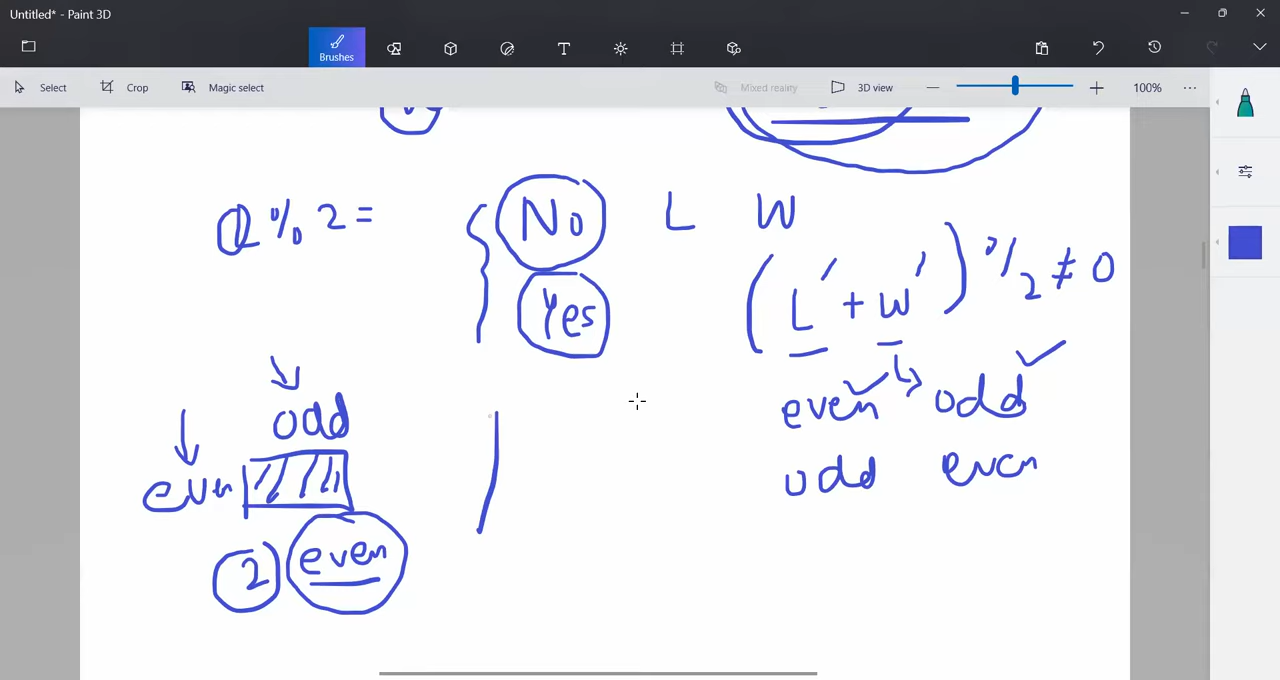 Untitled* - Paint 3D
Brushes
Select
Crop
Magic select
Mixed reality
3D view
100%
Q % 2 =
No
L W
Yes
(L' + W') % 2 ≠ 0
even odd
odd even
odd
even
2 even